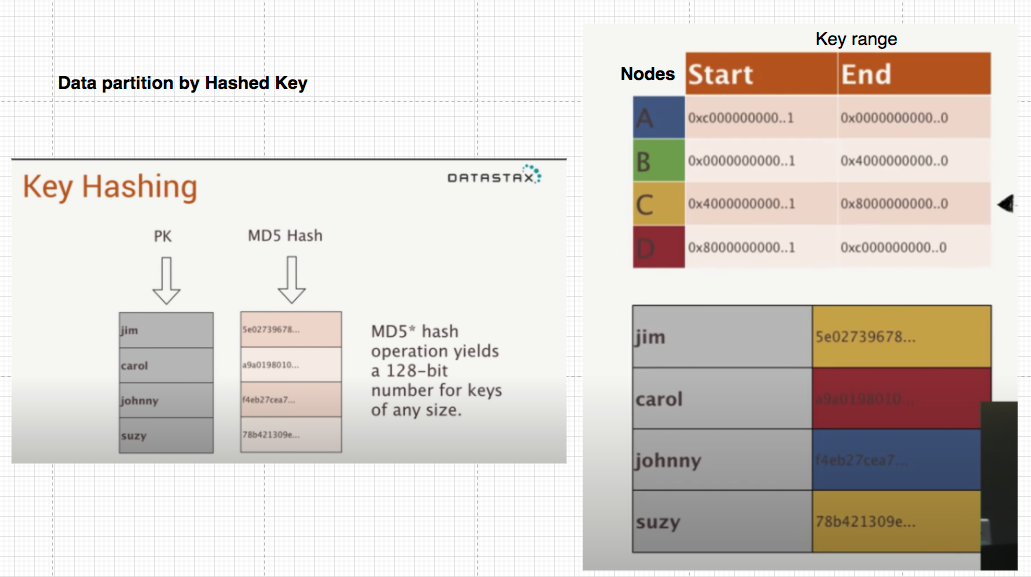 Data partition by Hashed Key
Key Hashing
DATASTAX
PK
MD5 Hash
jim
5e02739678...
carol
a9a0198010...
johnny
f4eb27cea7...
suzy
78b421309e...
MD5* hash
operation yields
a 128-bit
number for keys
of any size.
Key range
Nodes
Start
End
A
0xc000000000..1
0x0000000000..0
B
0x0000000000..1
0x4000000000..0
C
0x4000000000..1
0x8000000000..0
D
0x8000000000..1
0xc000000000..0
jim
5e02739678...
carol
a9a0198010...
johnny
f4eb27cea7...
suzy
78b421309e...